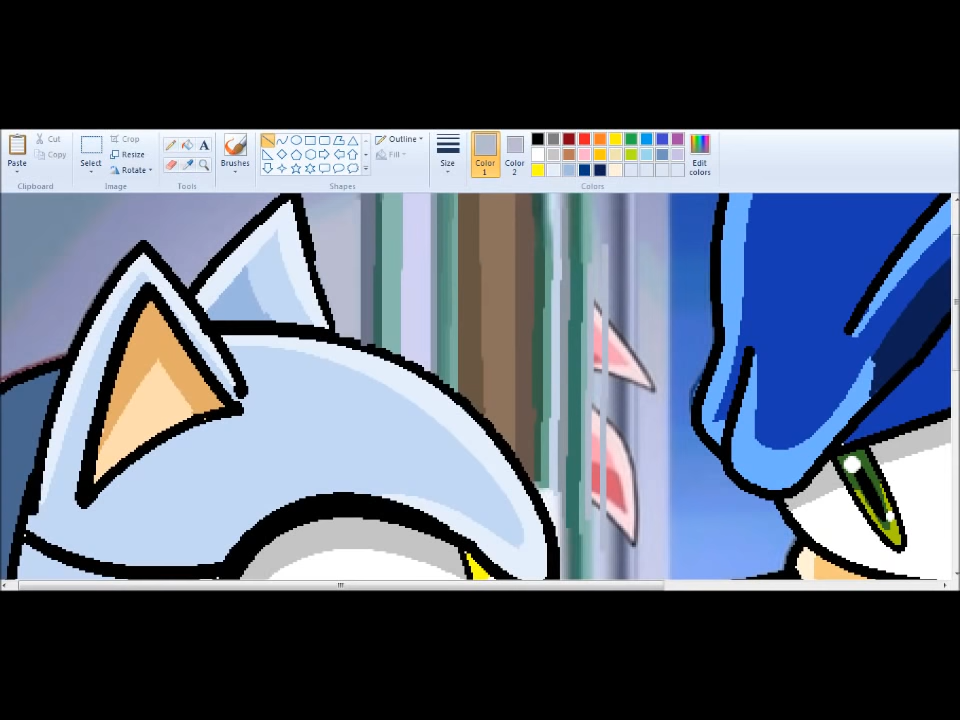 Cut
Crop
Outline
Copy
Resize
Fill
Paste
Select
Rotate
Brushes
Size
Color
1
Color
2
Edit
colors
Clipboard
Image
Tools
Shapes
Colors
A